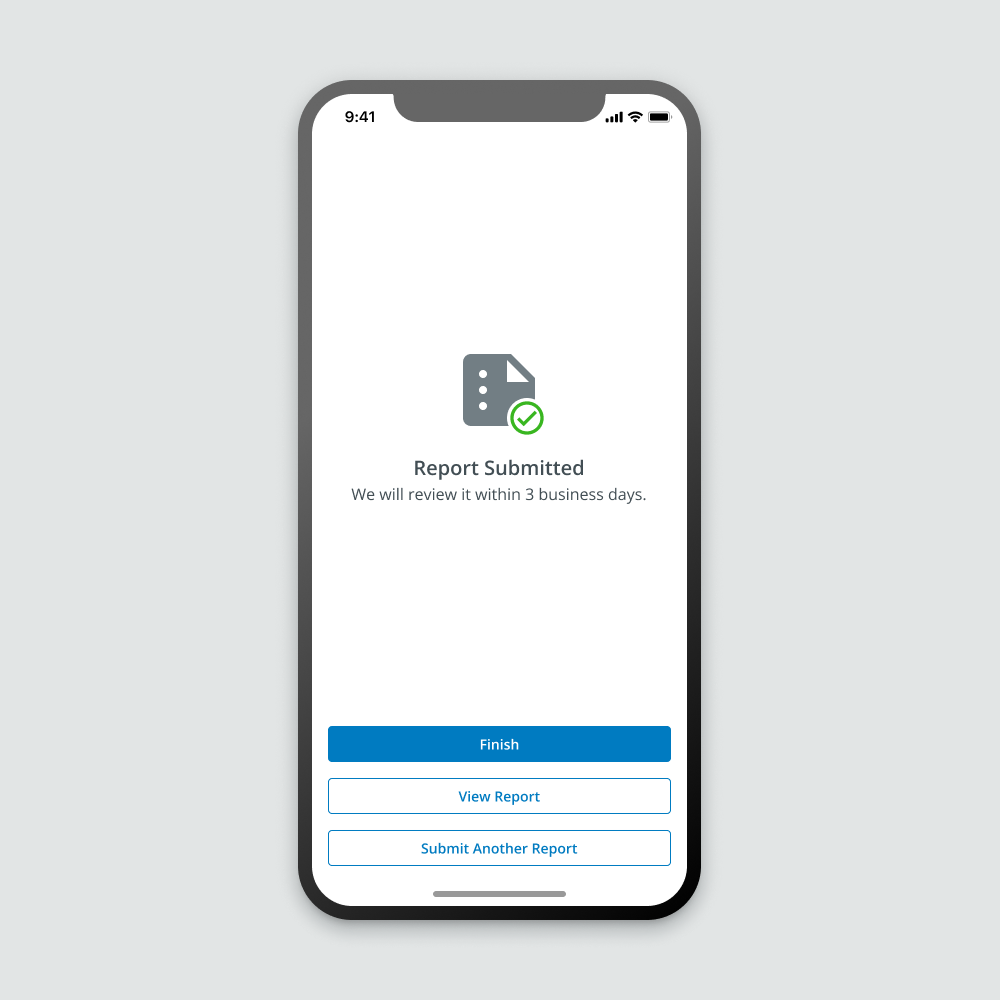 9:41
Report Submitted
We will review it within 3 business days.
Finish
View Report
Submit Another Report